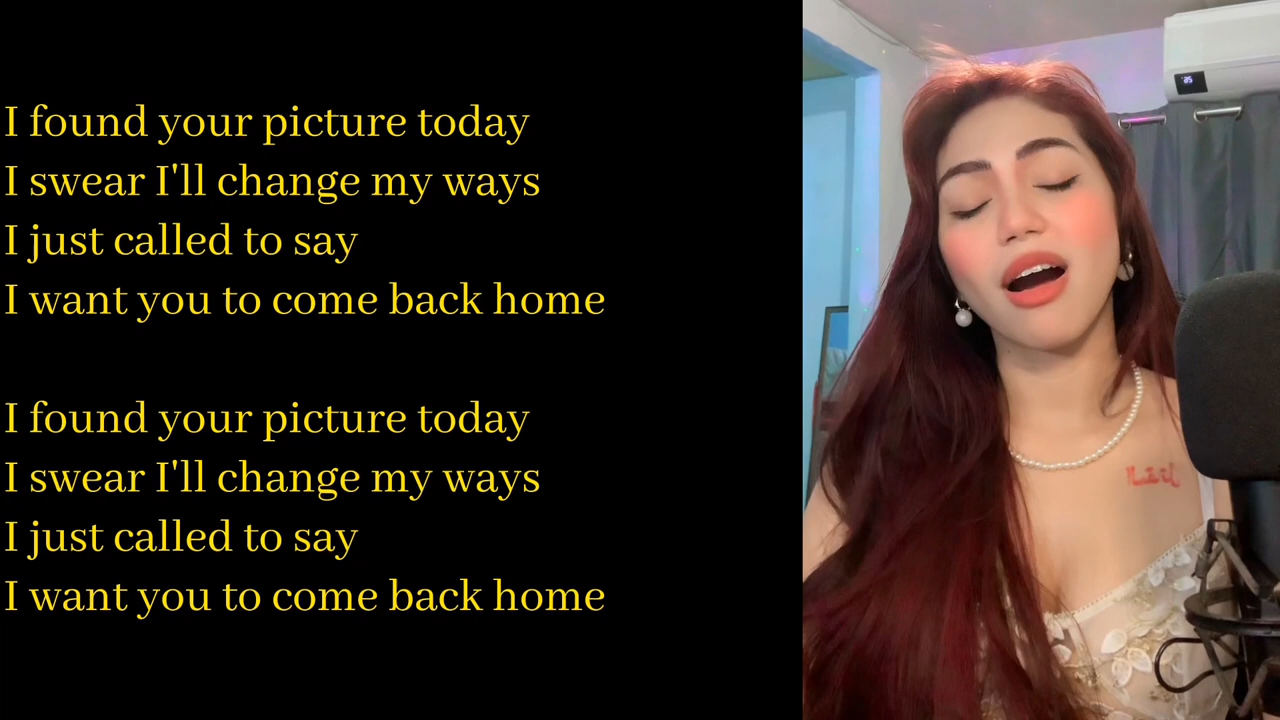 I found your picture today
I swear I'll change my ways
I just called to say
I want you to come back home
I found your picture today
I swear I'll change my ways
I just called to say
I want you to come back home